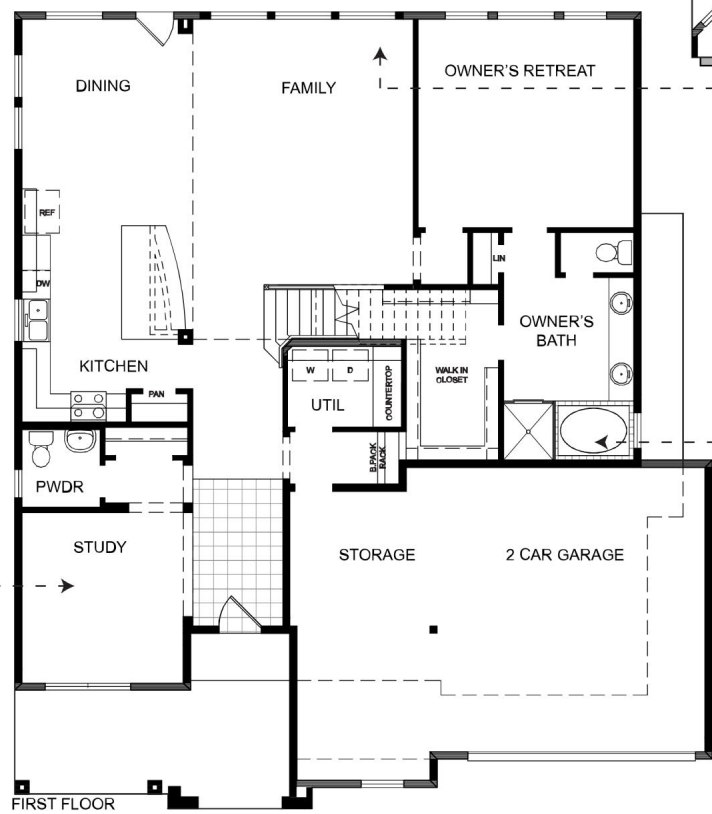 DINING
FAMILY
OWNER'S RETREAT
REF
LIN
DW
OWNER'S
BATH
KITCHEN
W
D
COUNTERTOP
WALK IN
CLOSET
PAN
UTIL
B.PACK
RACK
PWDR
STUDY
STORAGE
2 CAR GARAGE
FIRST FLOOR